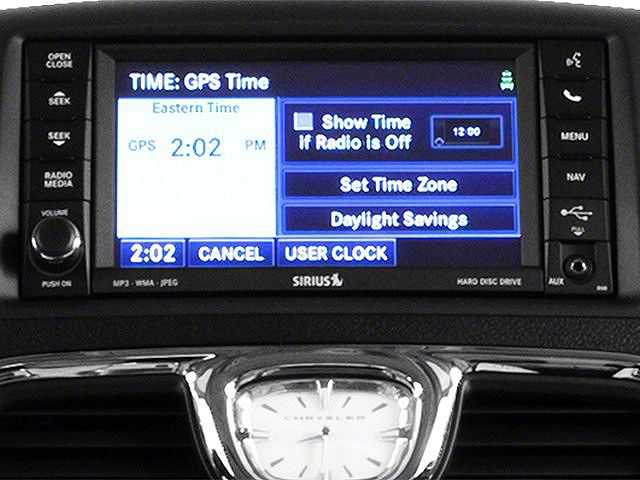 OPEN
CLOSE
SEEK
SEEK
RADIO
MEDIA
VOLUME
PUSH ON
TIME: GPS Time
Eastern Time
GPS 2:02 PM
Show Time
if Radio is Off
12:00
Set Time Zone
Daylight Savings
2:02 CANCEL USER CLOCK
MP3 · WMA · JPEG
SIRIUS
HARD DISC DRIVE
MENU
NAV
PULL
AUX
CHRYSLER